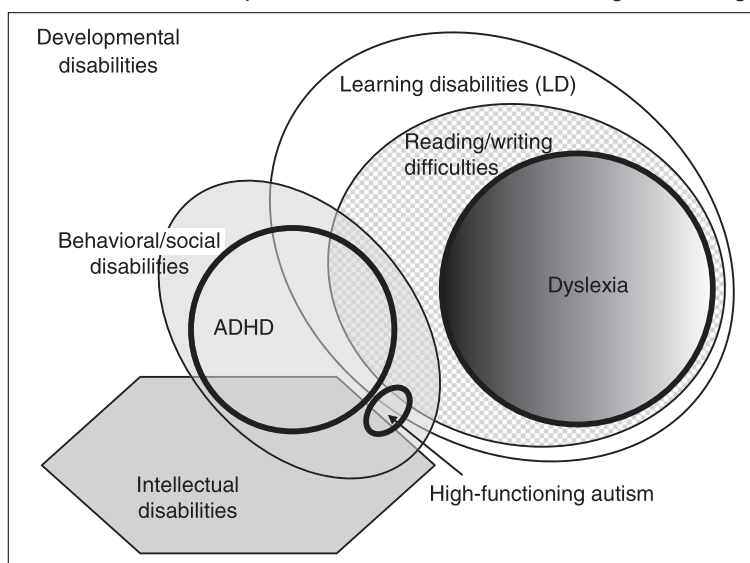 Developmental
disabilities
Learning disabilities (LD)
Reading/writing
difficulties
Behavioral/social
disabilities
Dyslexia
ADHD
Intellectual
disabilities
High-functioning autism